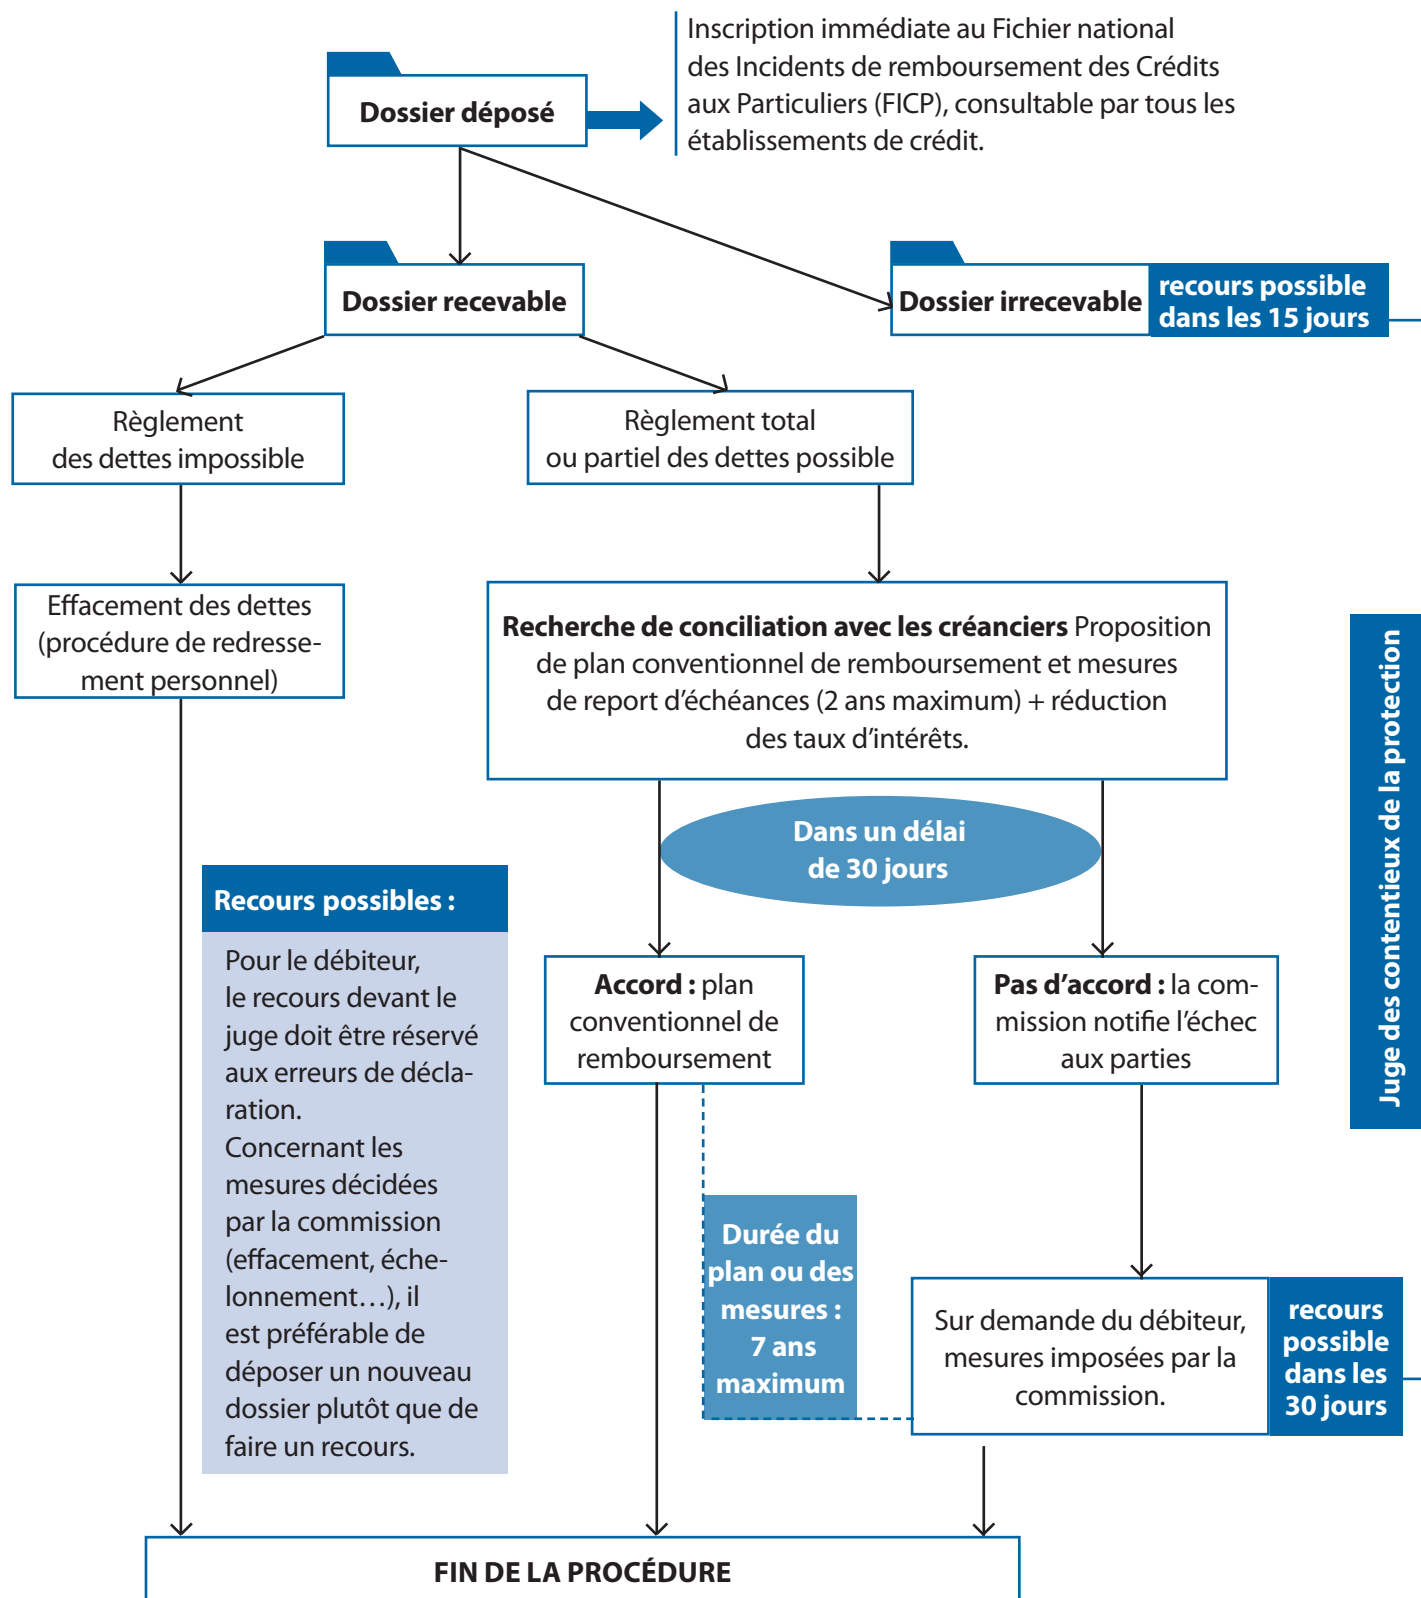 Inscription immédiate au Fichier national
des Incidents de remboursement des Crédits
aux Particuliers (FICP), consultable par tous les
établissements de crédit.
Dossier déposé
Dossier recevable
Dossier irrecevable
recours possible
dans les 15 jours
Règlement
des dettes impossible
Règlement total
ou partiel des dettes possible
Effacement des dettes
(procédure de redresse-
ment personnel)
Recherche de conciliation avec les créanciers Proposition
de plan conventionnel de remboursement et mesures
de report d’échéances (2 ans maximum) + réduction
des taux d’intérêts.
Juge des contentieux de la protection
Dans un délai
de 30 jours
Recours possibles :
Pour le débiteur,
le recours devant le
juge doit être réservé
aux erreurs de décla-
ration.
Concernant les
mesures décidées
par la commission
(effacement, éche-
lonnement…), il
est préférable de
déposer un nouveau
dossier plutôt que de
faire un recours.
Accord : plan
conventionnel de
remboursement
Pas d’accord : la com-
mission notifie l’échec
aux parties
Durée du
plan ou des
mesures :
7 ans
maximum
Sur demande du débiteur,
mesures imposées par la
commission.
recours
possible
dans les
30 jours
FIN DE LA PROCÉDURE